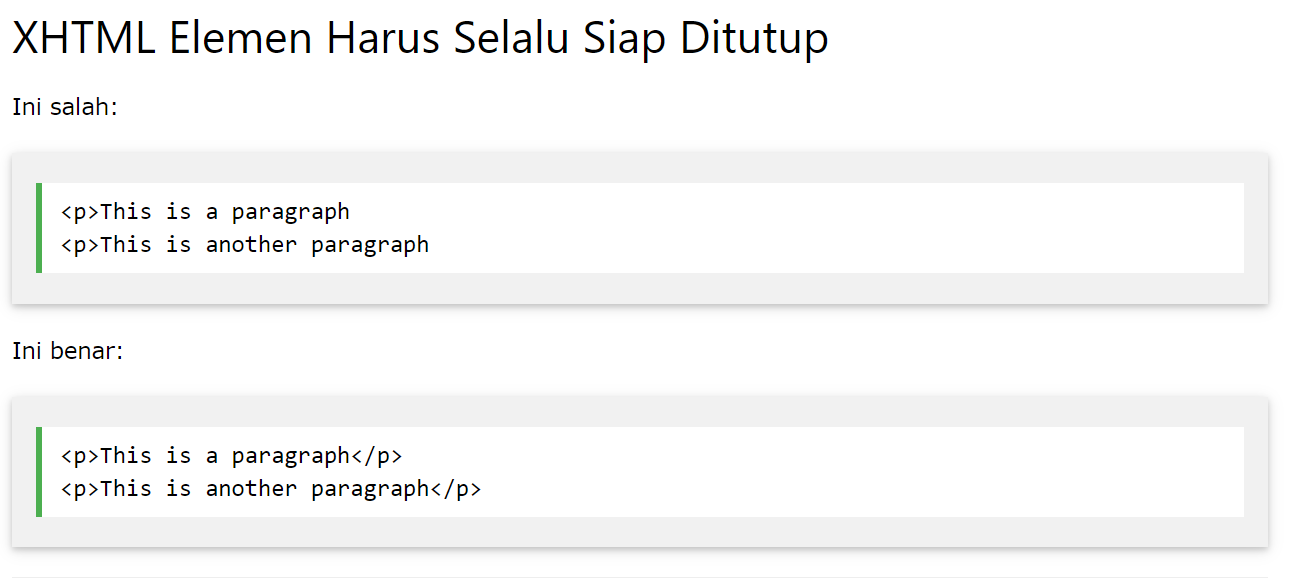 XHTML Elemen Harus Selalu Siap Ditutup
Ini salah:
<p>This is a paragraph
<p>This is another paragraph
Ini benar:
<p>This is a paragraph</p>
<p>This is another paragraph</p>